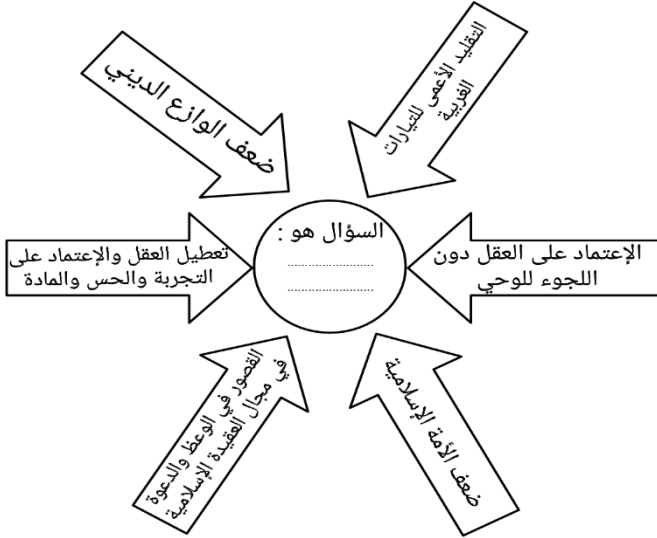 التقليد الأعمى للتيارات
الغربية
ضعف الوازع الديني
السؤال هو :
الإعتماد على العقل دون
اللجوء للوحي
تعطيل العقل والإعتماد على
التجربة والحس والمادة
ضعف الأمة الإسلامية
القصور في الوعظ والدعوة
في مجال العقيدة الإسلامية